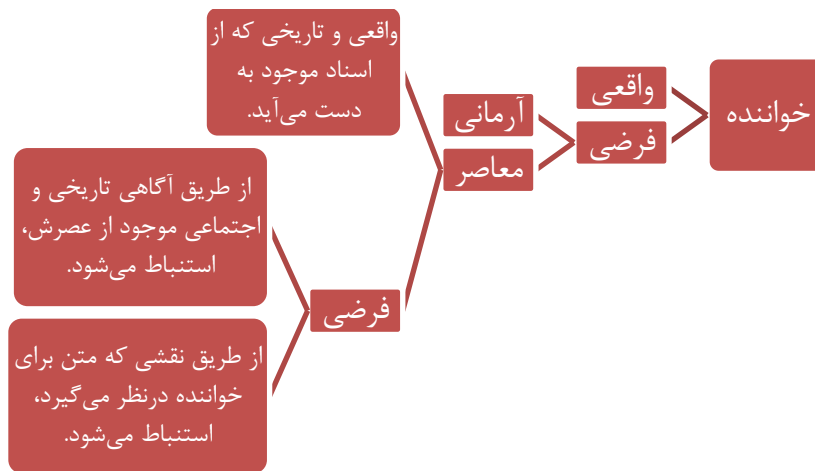 خواننده
واقعی
فرضی
آرمانی
معاصر
واقعی و تاریخی که از
اسناد موجود به
دست می‌آید.
فرضی
از طریق آگاهی تاریخی و
اجتماعی موجود از عصرش،
استنباط می‌شود.
از طریق نقشی که متن برای
خواننده درنظر می‌گیرد،
استنباط می‌شود.